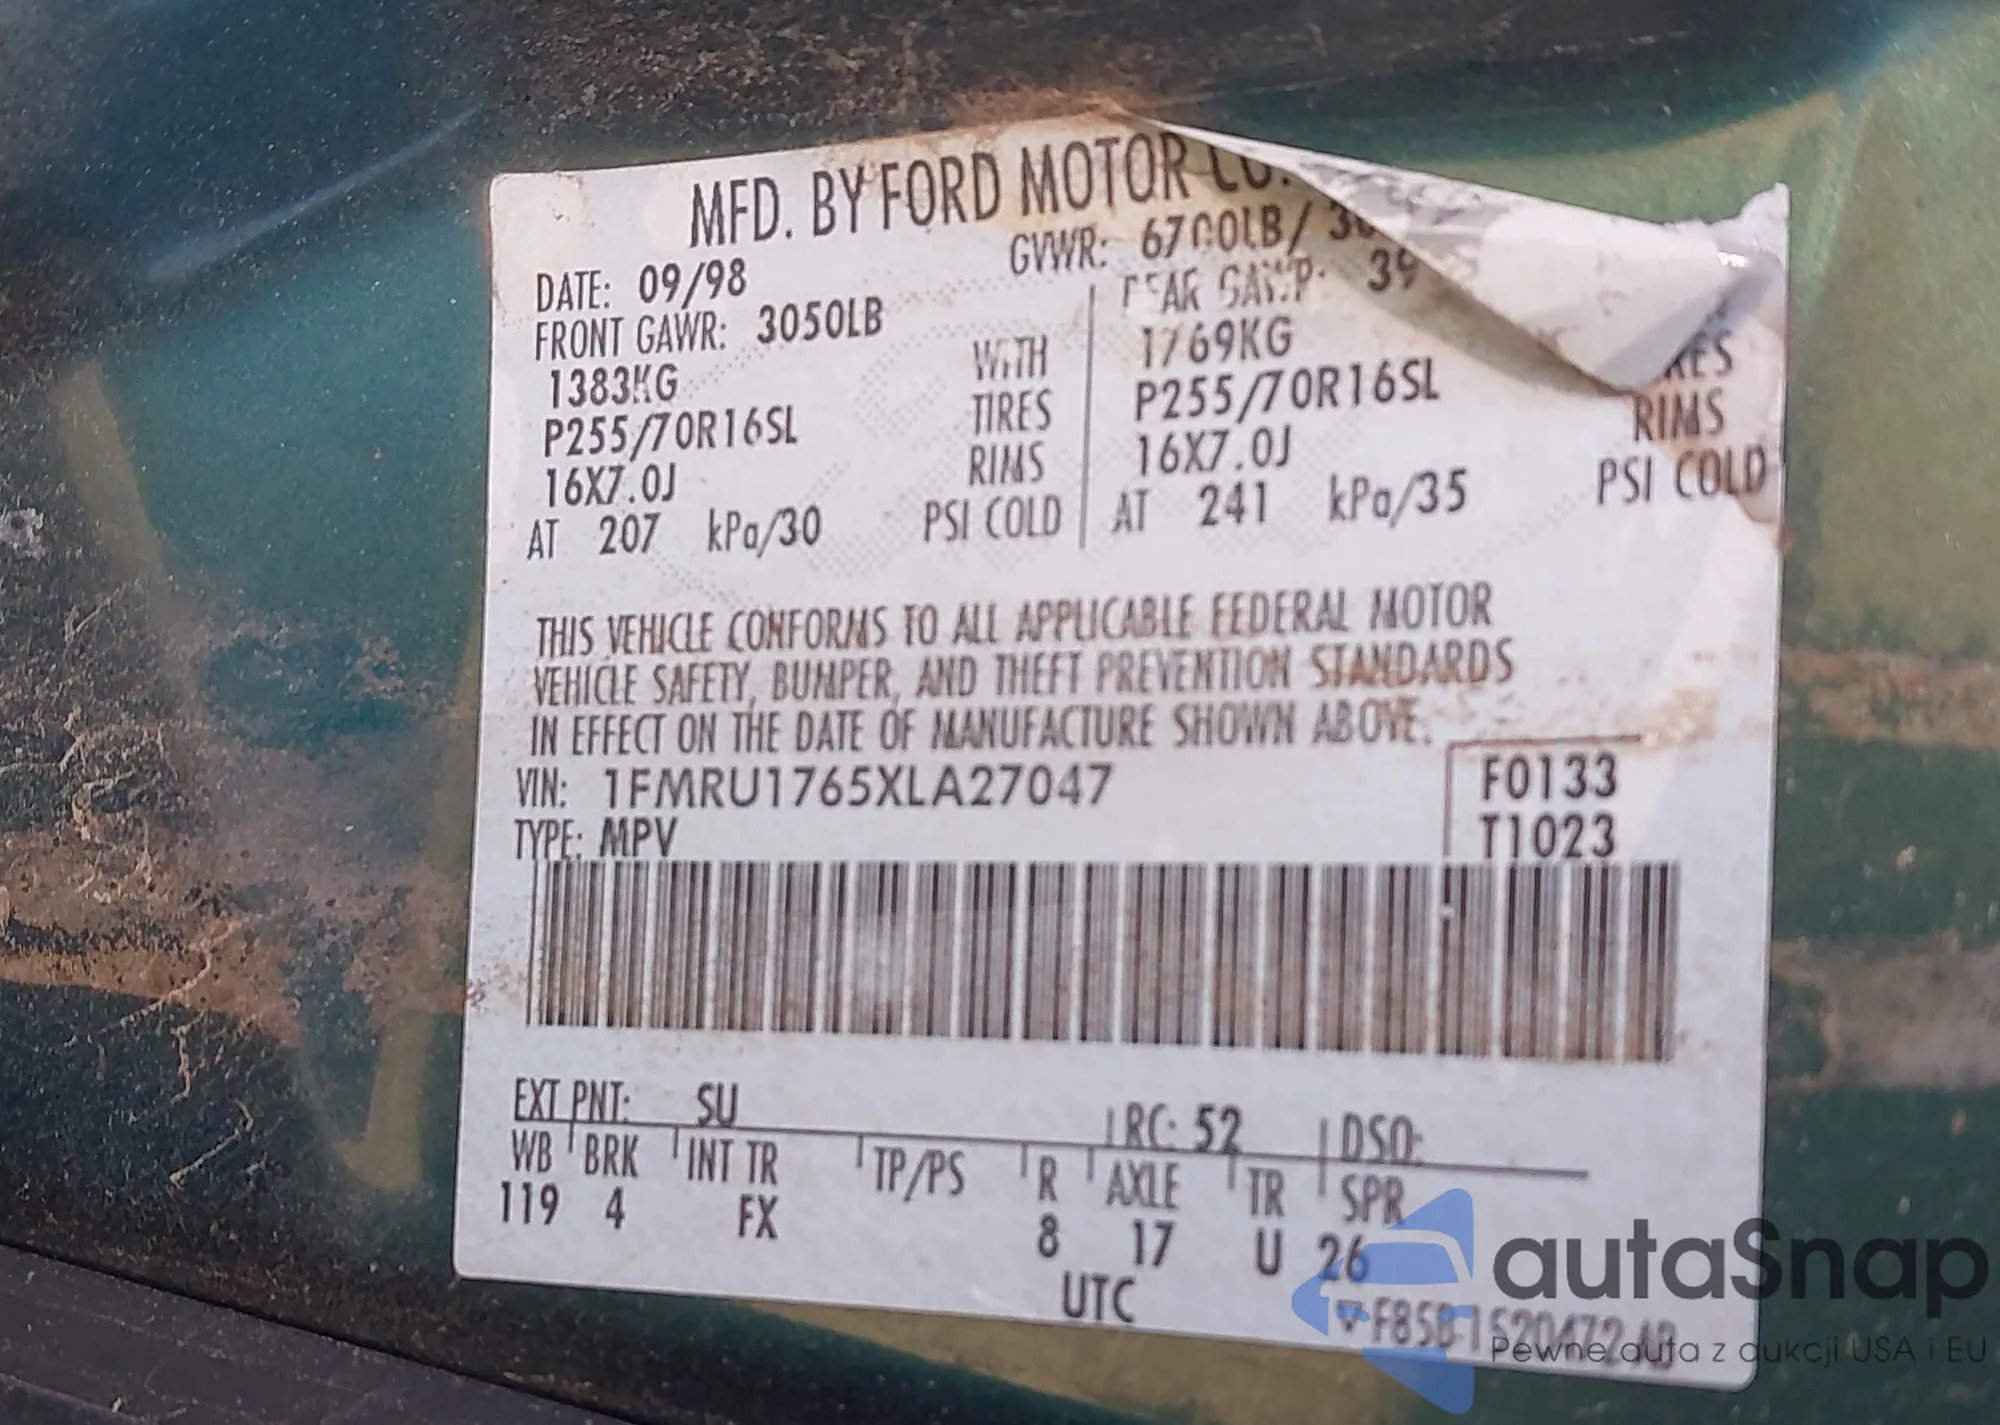 MFD. BY FORD MOTOR CO.
DATE: 09/98 GVWR: 6700LB/
FRONT GAWR: 3050LB REAR GAWR: 39
1383KG WITH 1769KG
P255/70R16SL TIRES P255/70R16SL
16X7.0J RIMS 16X7.0J RIMS
AT 207 kPa/30 PSI COLD AT 241 kPa/35 PSI COLD
THIS VEHICLE CONFORMS TO ALL APPLICABLE FEDERAL MOTOR
VEHICLE SAFETY, BUMPER, AND THEFT PREVENTION STANDARDS
IN EFFECT ON THE DATE OF MANUFACTURE SHOWN ABOVE.
VIN: 1FMRU1765XLA27047 F0133
TYPE: MPV T1023
EXT PNT: SU RC: 52 DSO:
WB BRK INT TR TP/PS R AXLE TR SPR
119 4 FX 8 17 U 26
UTC
autaSnap
Pewne auta z aukcji USA i EU